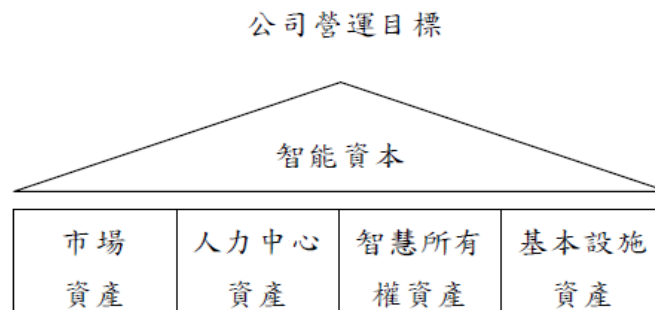 公司營運目標
智能資本
市場
資產
人力中心
資產
智慧所有
權資產
基本設施
資產